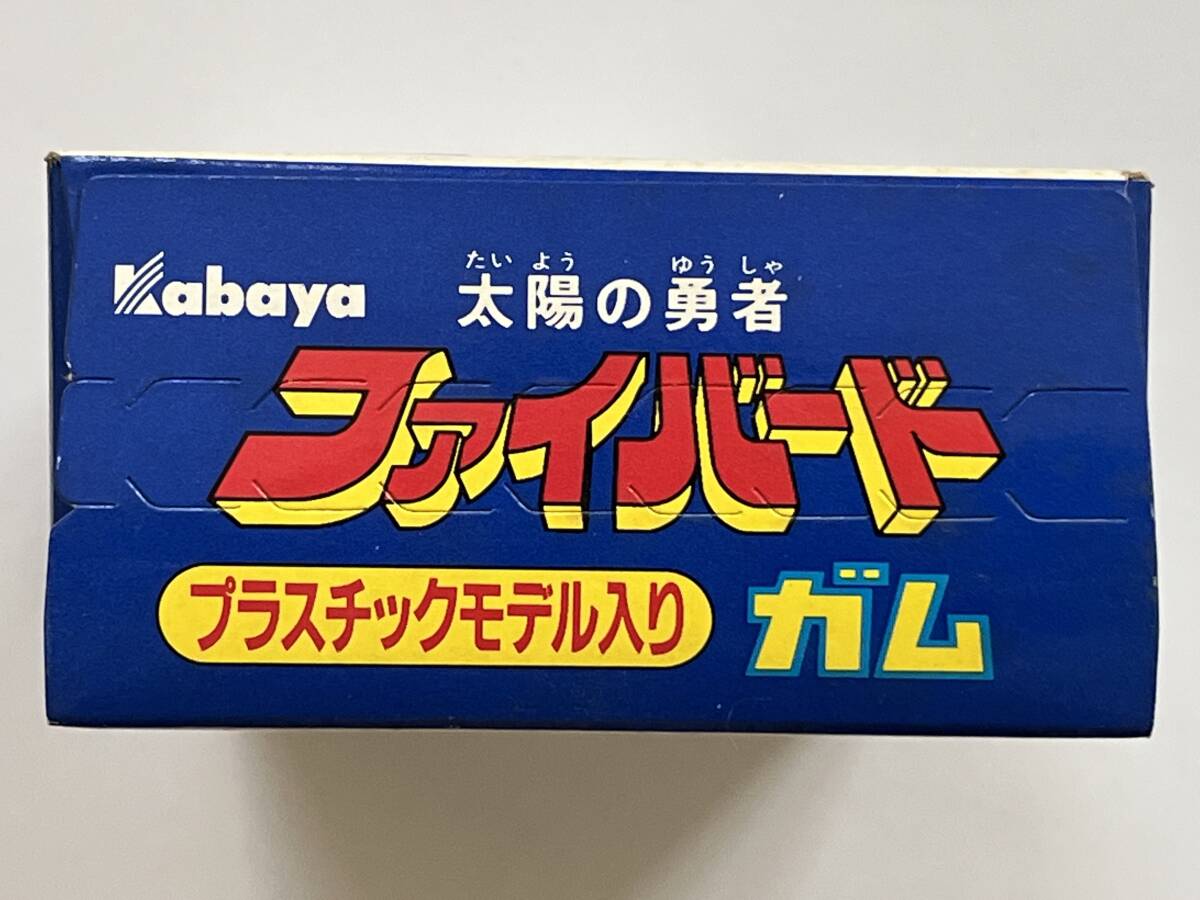 Kabaya
たい よう ゆう しゃ
太陽の勇者
ファイバード
プラスチックモデル入り
ガム